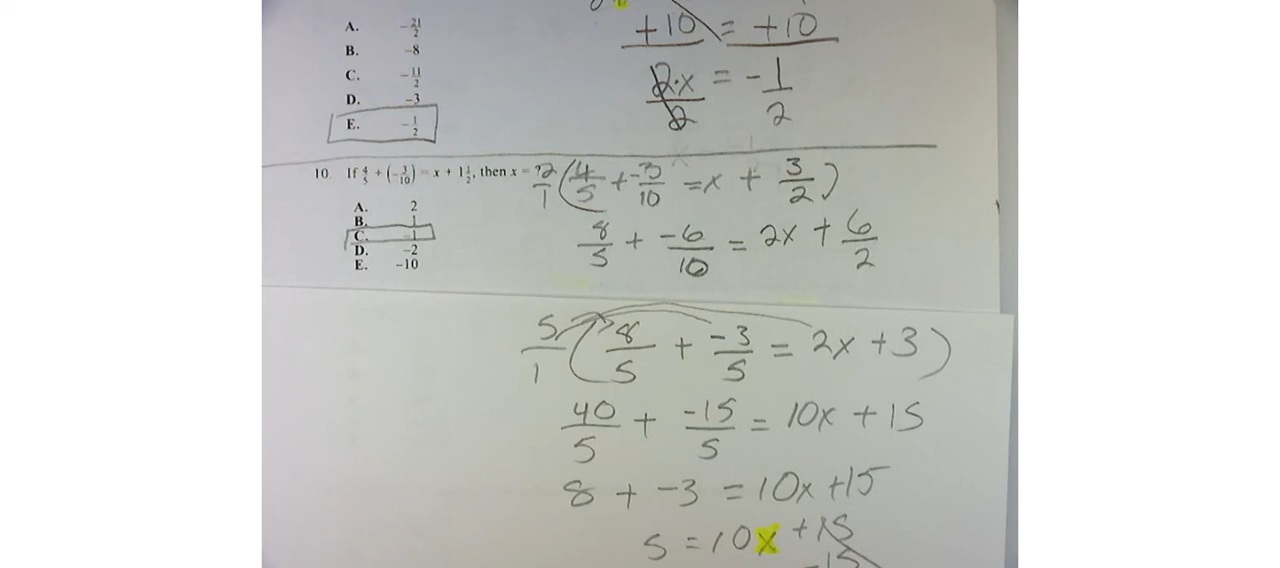 A. -21/2
B. -8
C. -11/2
D. -3
E. -1/2
+10 = +10
2·x/2 = -1/2
10. If 4/5 + (-3/10) = x + 1 1/2, then x = ?
A. 2
B. 1
C. -1
D. -2
E. -10
2/1 (4/5 + -3/10 = x + 3/2)
8/5 + -6/10 = 2x + 6/2
5/1 (8/5 + -3/5 = 2x + 3)
40/5 + -15/5 = 10x + 15
8 + -3 = 10x + 15
5 = 10x + 15
-15